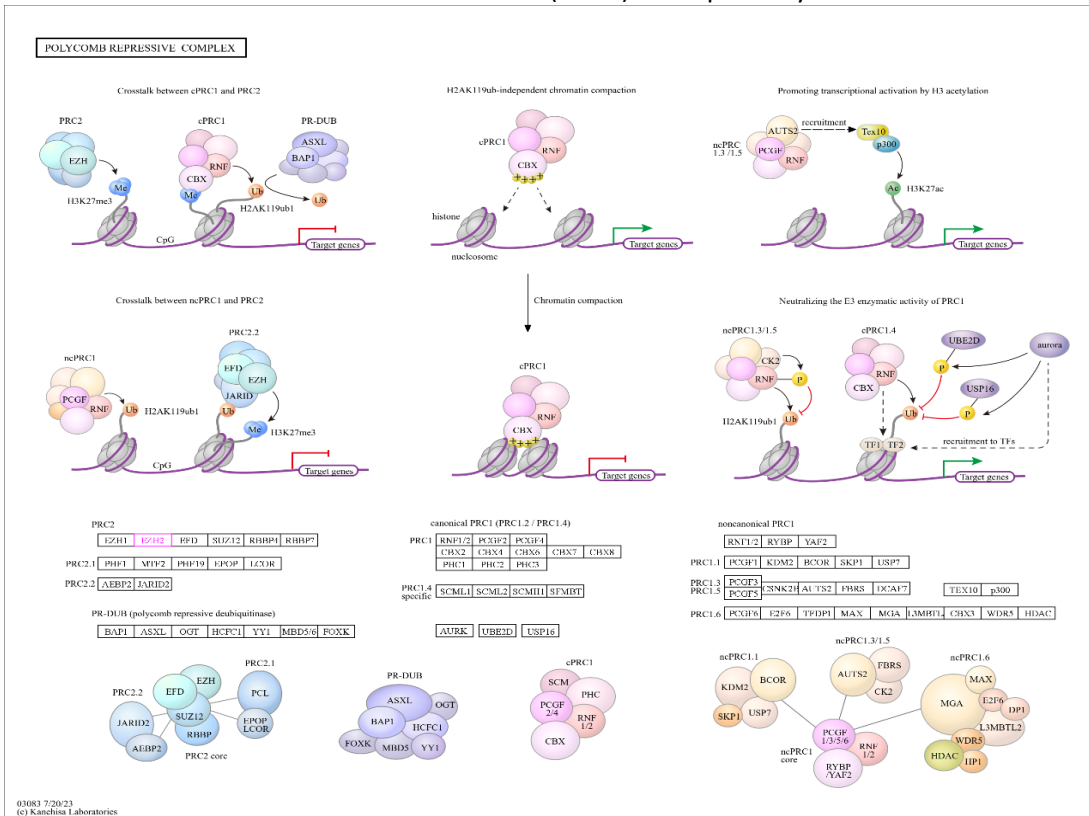 POLYCOMB REPRESSIVE COMPLEX
Crosstalk between cPRC1 and PRC2
PRC2
EZH
Me
H3K27me3
cPRC1
RNF
CBX
Me
Ub
H2AK119ub1
PR-DUB
ASXL
BAP1
Ub
CpG
Target genes
H2AK119ub-independent chromatin compaction
cPRC1
RNF
CBX
++++
histone
nucleosome
Target genes
Chromatin compaction
cPRC1
RNF
CBX
++++
Target genes
Promoting transcriptional activation by H3 acetylation
ncPRC
1.3 /1.5
AUTS2
PCGF
RNF
recruitment
Tex10
p300
Ac
H3K27ac
Target genes
Crosstalk between ncPRC1 and PRC2
ncPRC1
PCGF
RNF
Ub
H2AK119ub1
PRC2.2
EFD
EZH
JARID
Ub
Me
H3K27me3
CpG
Target genes
Neutralizing the E3 enzymatic activity of PRC1
ncPRC1.3/1.5
CK2
RNF
P
Ub
H2AK119ub1
cPRC1.4
RNF
CBX
Ub
TF1 TF2
UBE2D
P
USP16
P
aurora
recruitment to TFs
Target genes
PRC2
EZH1 EZH2 EFD SUZ12 RBBP4 RBBP7
PRC2.1 PHF1 MTF2 PHF19 EPOP LCOR
PRC2.2 AEBP2 JARID2
PR-DUB (polycomb repressive deubiquitinase)
BAP1 ASXL OGT HCFC1 YY1 MBD5/6 FOXK
canonical PRC1 (PRC1.2 / PRC1.4)
PRC1 RNF1/2 PCGF2 PCGF4
CBX2 CBX4 CBX6 CBX7 CBX8
PHC1 PHC2 PHC3
PRC1.4
specific
SCML1 SCML2 SCMH1 SFMBT
AURK UBE2D USP16
noncanonical PRC1
RNF1/2 RYBP YAF2
PRC1.1 PCGF1 KDM2 BCOR SKP1 USP7
PRC1.3 PCGF3
PRC1.5 PCGF5
CSNK2B AUTS2 FBRS DCAF7
TEX10 p300
PRC1.6 PCGF6 E2F6 TFDP1 MAX MGA L3MBTL CBX3 WDR5 HDAC
PRC2.2
JARID2
AEBP2
EFD
EZH
SUZ12
RBBP
PRC2 core
PRC2.1
PCL
EPOP
LCOR
PR-DUB
ASXL
OGT
BAP1
HCFC1
FOXK
MBD5
YY1
cPRC1
SCM
PHC
PCGF
2/4
RNF
1/2
CBX
ncPRC1.1
KDM2
BCOR
SKP1
USP7
ncPRC1.3/1.5
AUTS2
FBRS
CK2
ncPRC1
core
PCGF
1/3/5/6
RNF
1/2
RYBP
/YAF2
ncPRC1.6
MAX
MGA
E2F6
DP1
L3MBTL2
WDR5
HDAC
HP1
03083 7/20/23
(c) Kanehisa Laboratories